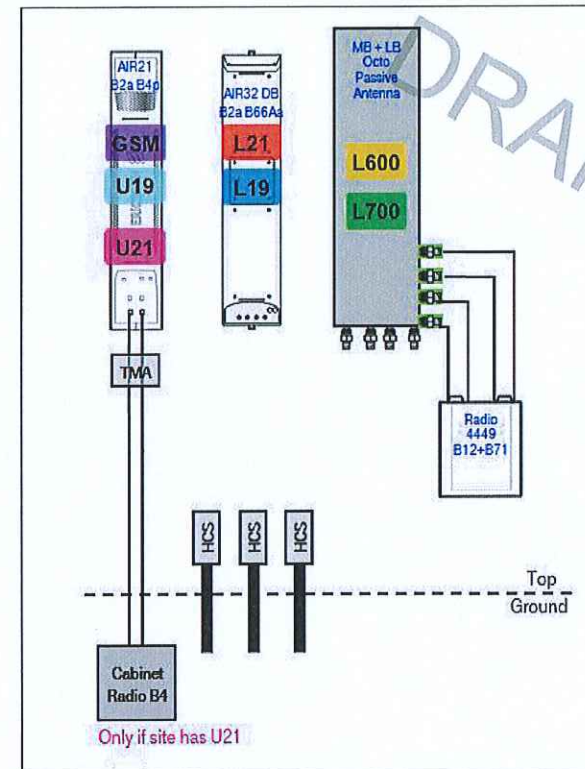 AIR21
B2a B4p
GSM
U19
U21
TMA
AIR32 DB
B2a B66Aa
L21
L19
MB + LB
Octo
Passive
Antenna
L600
L700
Radio
4449
B12+B71
HCS
HCS
HCS
Top
Ground
Cabinet
Radio B4
Only if site has U21